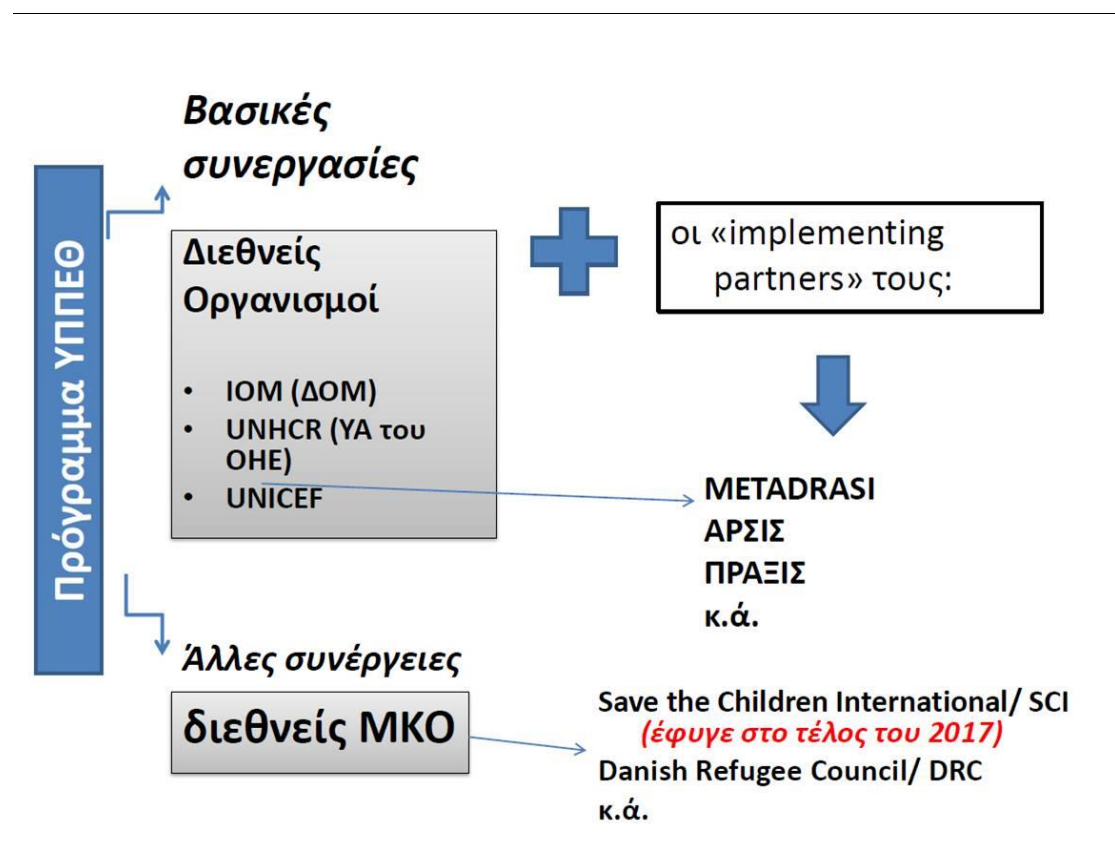 Πρόγραμμα ΥΠΠΕΘ
Βασικές
συνεργασίες
Διεθνείς
Οργανισμοί
• IOM (ΔΟΜ)
• UNHCR (ΥΑ του
ΟΗΕ)
• UNICEF
οι «implementing
partners» τους:
METADRASI
ΑΡΣΙΣ
ΠΡΑΞΙΣ
κ.ά.
Άλλες συνέργειες
διεθνείς ΜΚΟ
Save the Children International/ SCI
(έφυγε στο τέλος του 2017)
Danish Refugee Council/ DRC
κ.ά.